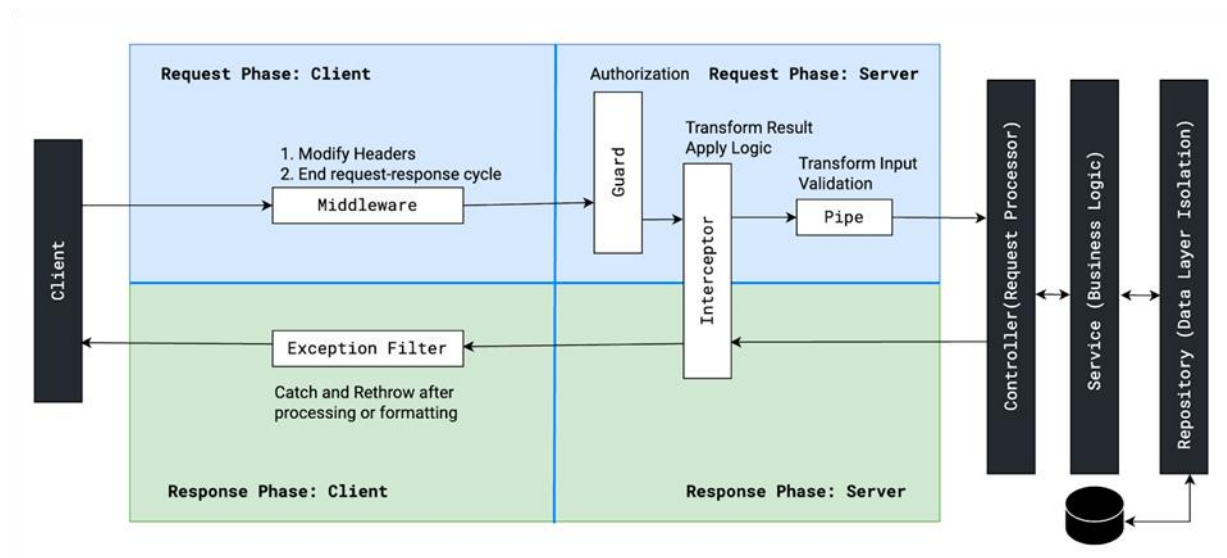 Request Phase: Client
Authorization
Request Phase: Server
1. Modify Headers
2. End request-response cycle
Transform Result
Apply Logic
Transform Input
Validation
Client
Middleware
Guard
Interceptor
Pipe
Controller(Request Processor)
Service (Business Logic)
Repository (Data Layer Isolation)
Exception Filter
Catch and Rethrow after
processing or formatting
Response Phase: Client
Response Phase: Server